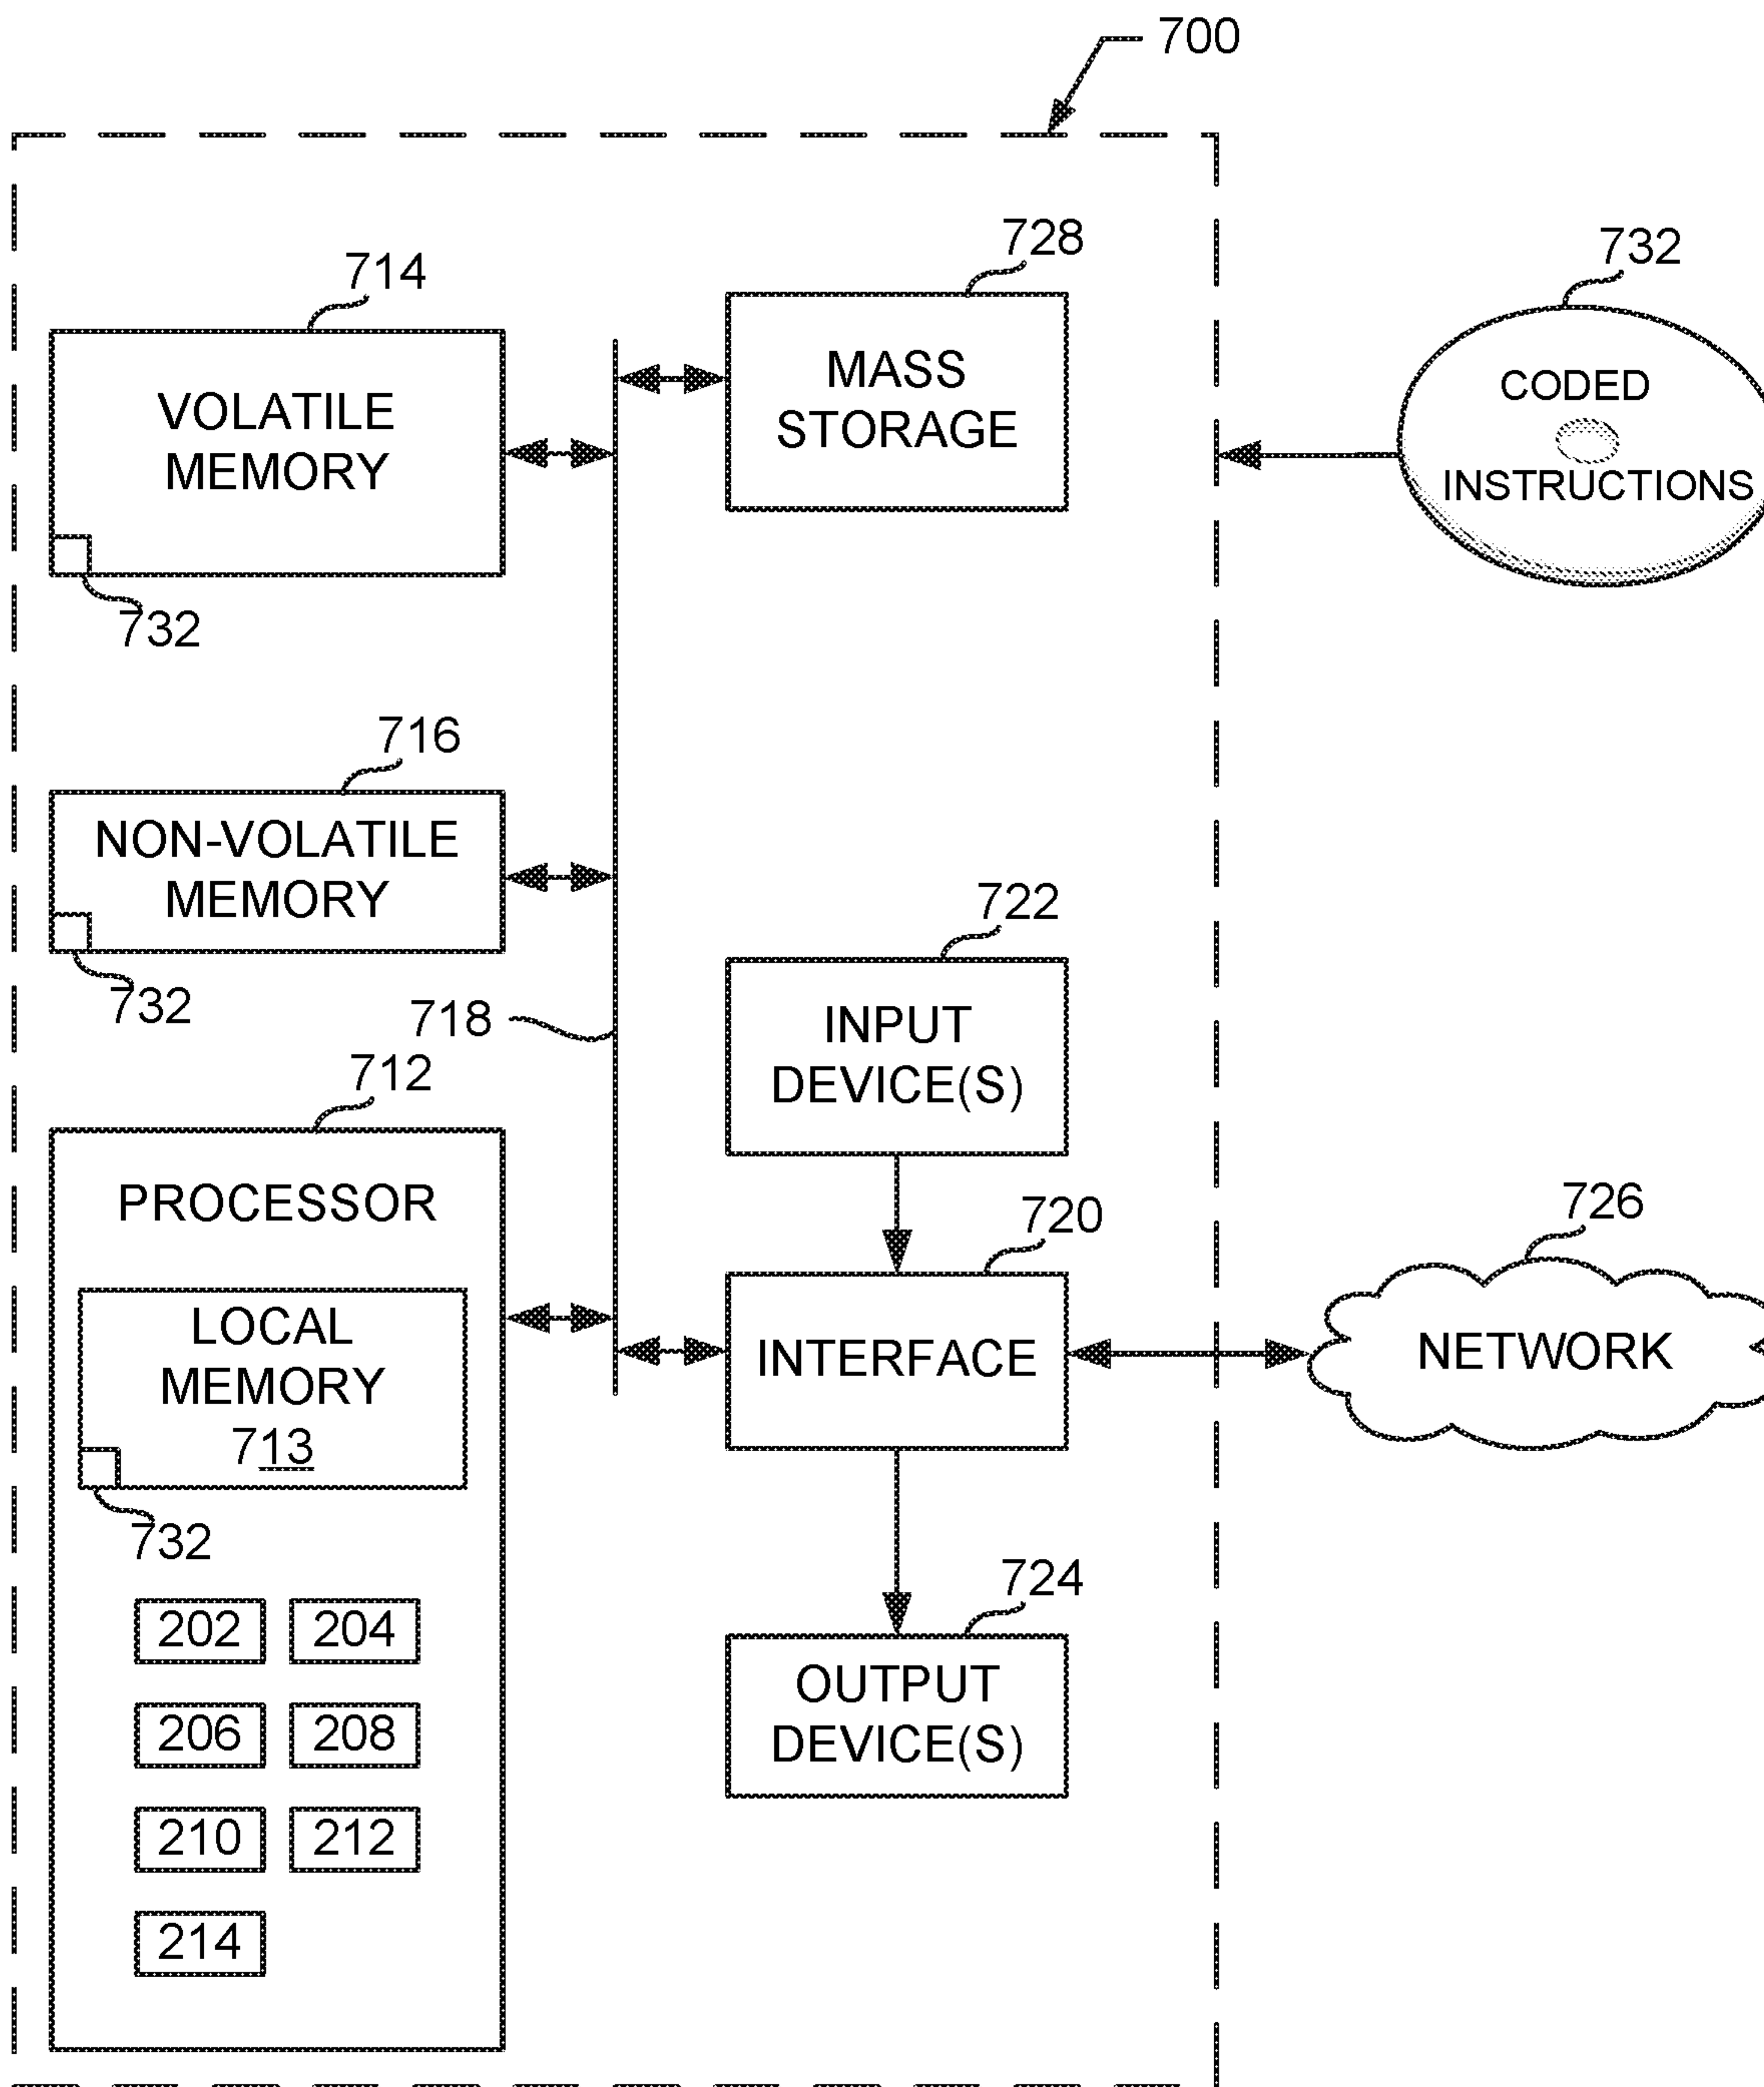 700
714
VOLATILE
MEMORY
732
728
MASS
STORAGE
732
CODED
INSTRUCTIONS
716
NON-VOLATILE
MEMORY
732
718
722
INPUT
DEVICE(S)
712
PROCESSOR
LOCAL
MEMORY
713
732
202 204
206 208
210 212
214
720
INTERFACE
726
NETWORK
724
OUTPUT
DEVICE(S)